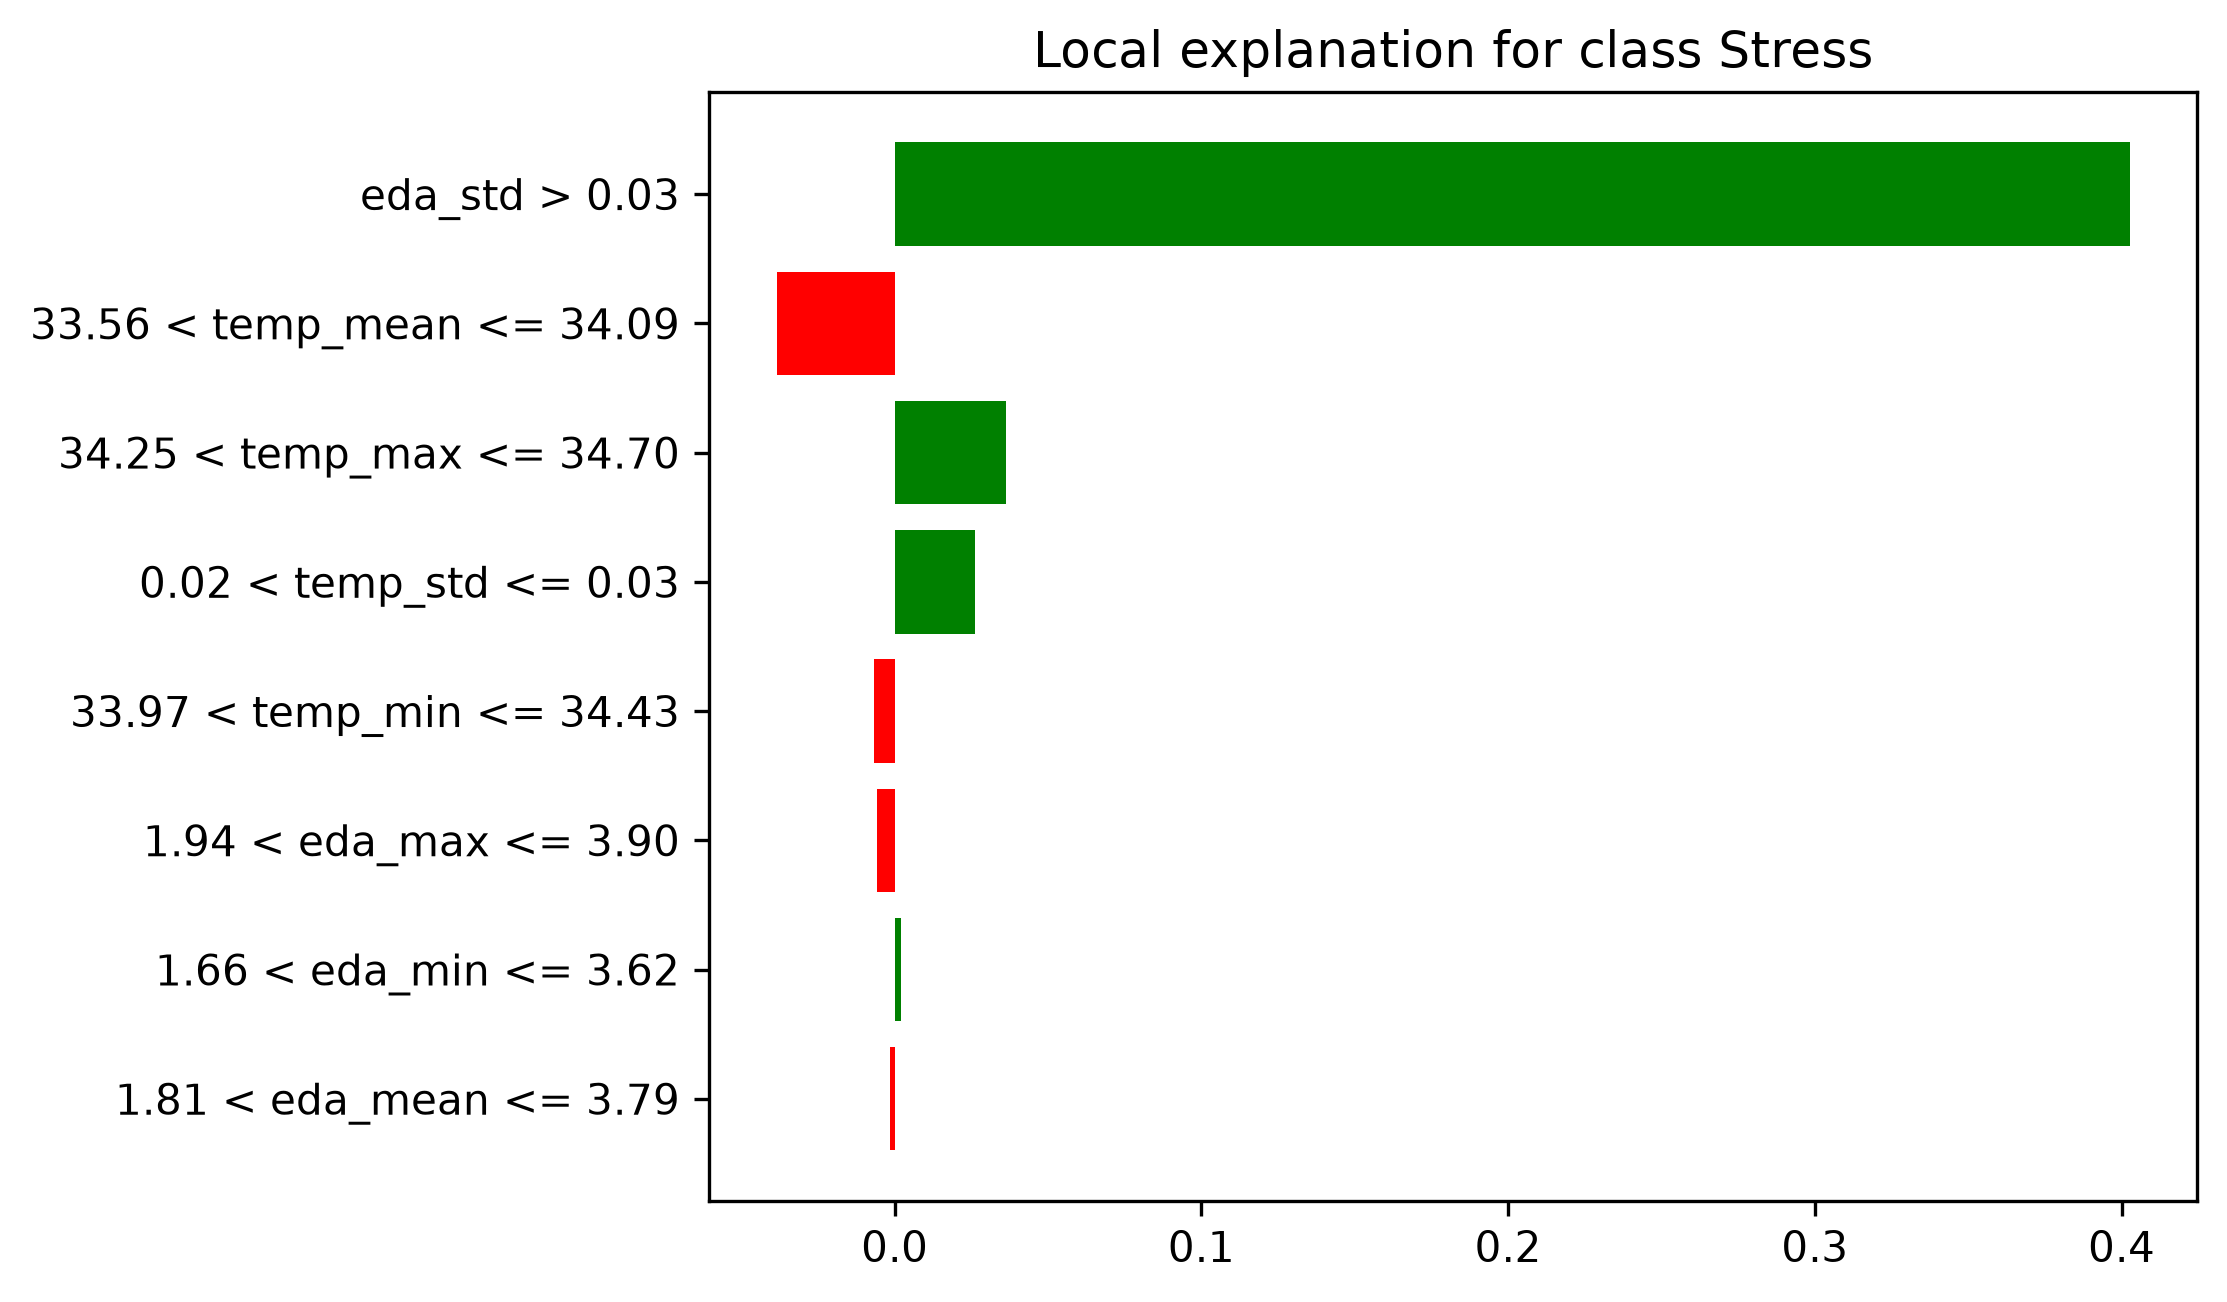 Local explanation for class Stress
eda_std > 0.03
33.56 < temp_mean <= 34.09
34.25 < temp_max <= 34.70
0.02 < temp_std <= 0.03
33.97 < temp_min <= 34.43
1.94 < eda_max <= 3.90
1.66 < eda_min <= 3.62
1.81 < eda_mean <= 3.79
0.0 0.1 0.2 0.3 0.4